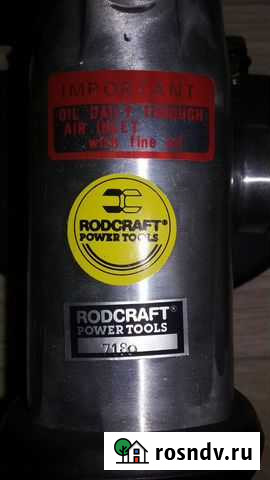 IMPORTANT
OIL DAILY THROUGH
AIR INLET
with fine oil
RODCRAFT®
POWER TOOLS
RODCRAFT®
POWER TOOLS
7180
rosndv.ru